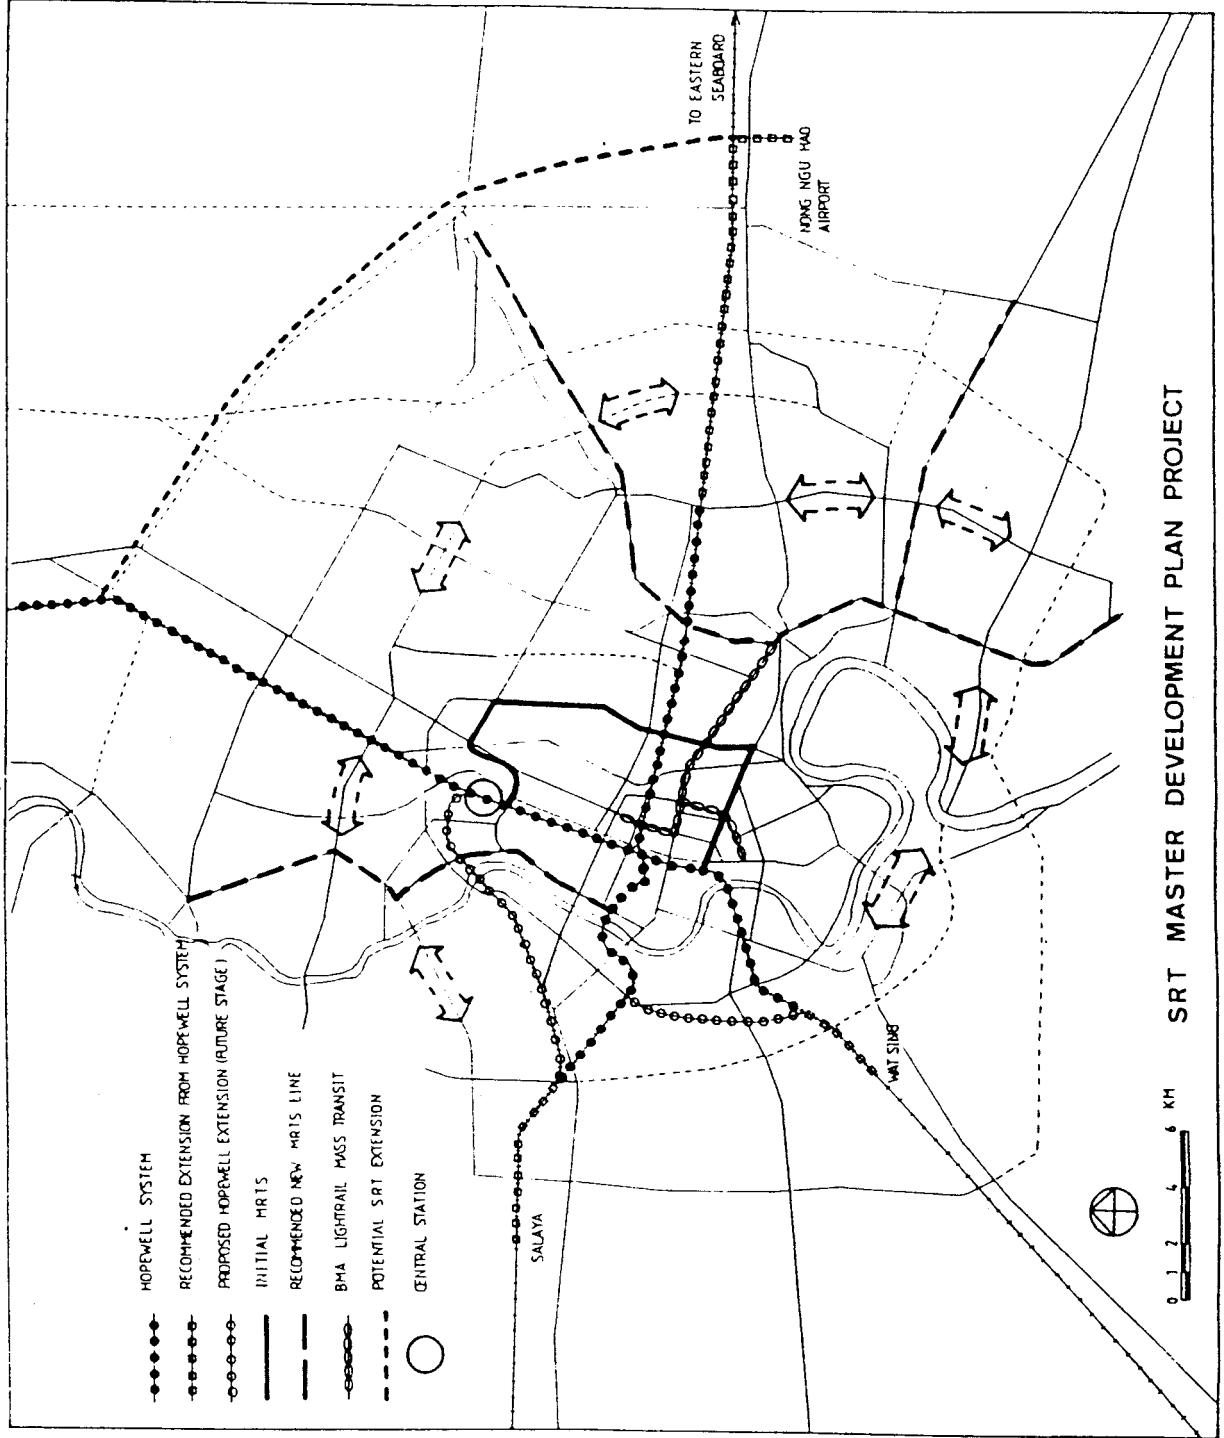 HOPEWELL SYSTEM
RECOMMENDED EXTENSION FROM HOPEWELL SYSTEM
PROPOSED HOPEWELL EXTENSION (FUTURE STAGE)
INITIAL MRTS
RECOMMENDED NEW MRTS LINE
BMA LIGHTRAIL MASS TRANSIT
POTENTIAL SRT EXTENSION
CENTRAL STATION
SALAYA
WAT SING
TO EASTERN
SEABOARD
NONG NGU HAO
AIRPORT
0 1 2 4 6 KM
SRT MASTER DEVELOPMENT PLAN PROJECT